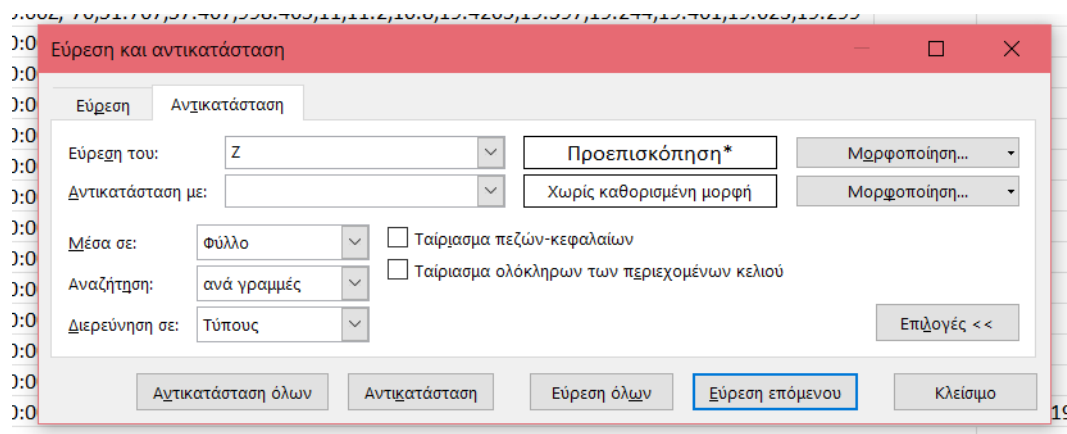 Εύρεση και αντικατάσταση
Εύρεση Αντικατάσταση
Εύρεση του: Z Προεπισκόπηση* Μορφοποίηση...
Αντικατάσταση με: Χωρίς καθορισμένη μορφή Μορφοποίηση...
Μέσα σε: Φύλλο Ταίριασμα πεζών-κεφαλαίων
Ταίριασμα ολόκληρων των περιεχομένων κελιού
Αναζήτηση: ανά γραμμές
Διερεύνηση σε: Τύπους Επιλογές <<
Αντικατάσταση όλων Αντικατάσταση Εύρεση όλων Εύρεση επόμενου Κλείσιμο